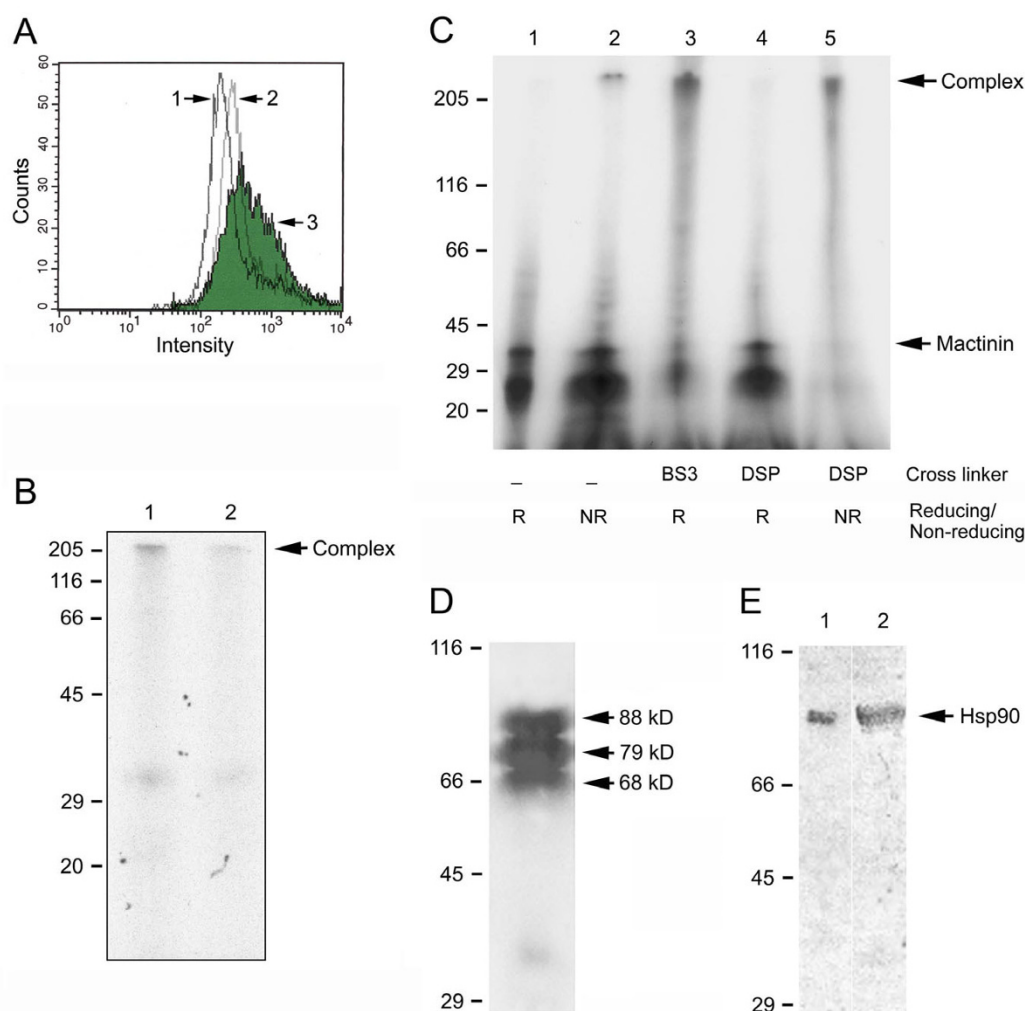 A
60
50
40
30
20
10
0
Counts
1
2
3
10^0 10^1 10^2 10^3 10^4
Intensity
B
1 2
205
116
66
45
29
20
Complex
C
1 2 3 4 5
205
116
66
45
29
20
Complex
Mactinin
– – BS3 DSP DSP Cross linker
R NR R R NR Reducing/
Non-reducing
D
116
66
45
29
88 kD
79 kD
68 kD
E
1 2
116
66
45
29
Hsp90